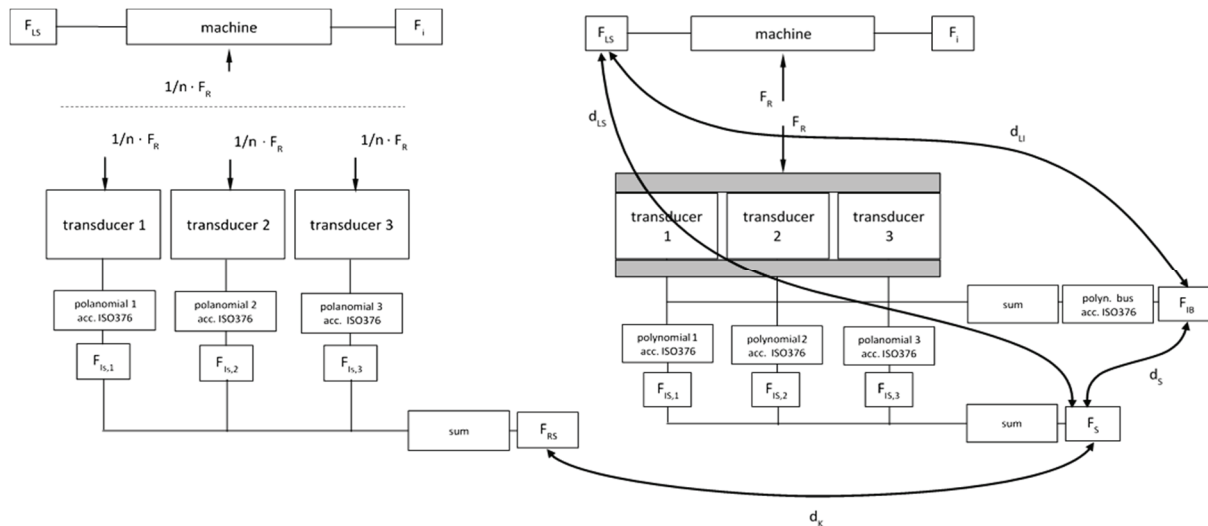 F_LS
machine
F_i
1/n · F_R
1/n · F_R
1/n · F_R
1/n · F_R
transducer 1
transducer 2
transducer 3
polanomial 1
acc. ISO376
polanomial 2
acc. ISO376
polanomial 3
acc. ISO376
F_Is,1
F_Is,2
F_Is,3
sum
F_RS
F_LS
machine
F_i
F_R
F_R
d_LS
d_LI
transducer
1
transducer
2
transducer
3
sum
polyn. bus
acc. ISO376
F_IB
polynomial 1
acc. ISO376
polynomial 2
acc. ISO376
polanomial 3
acc. ISO376
F_IS,1
F_IS,2
F_IS,3
d_S
sum
F_S
d_K